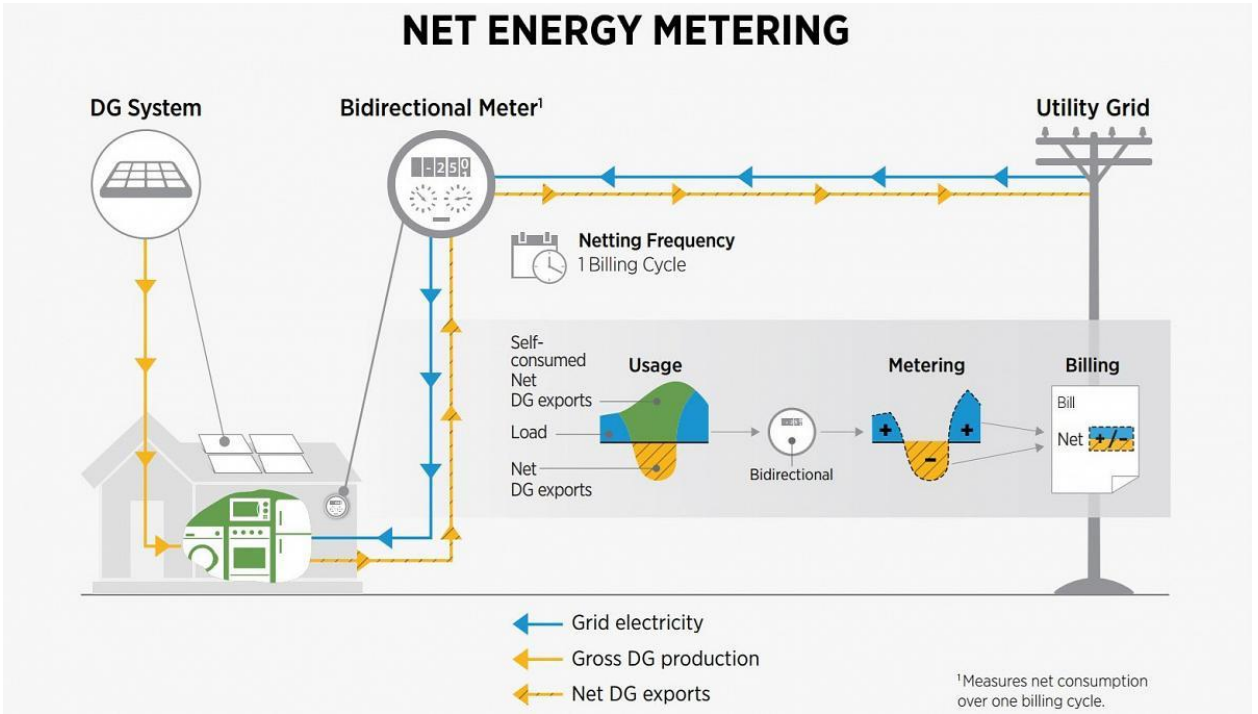 NET ENERGY METERING
DG System
Bidirectional Meter¹
Utility Grid
Netting Frequency
1 Billing Cycle
Self-
consumed
Net
DG exports
Load
Net
DG exports
Usage
Bidirectional
Metering
+
-
+
Billing
Bill
Net +/-
Grid electricity
Gross DG production
Net DG exports
¹Measures net consumption
over one billing cycle.